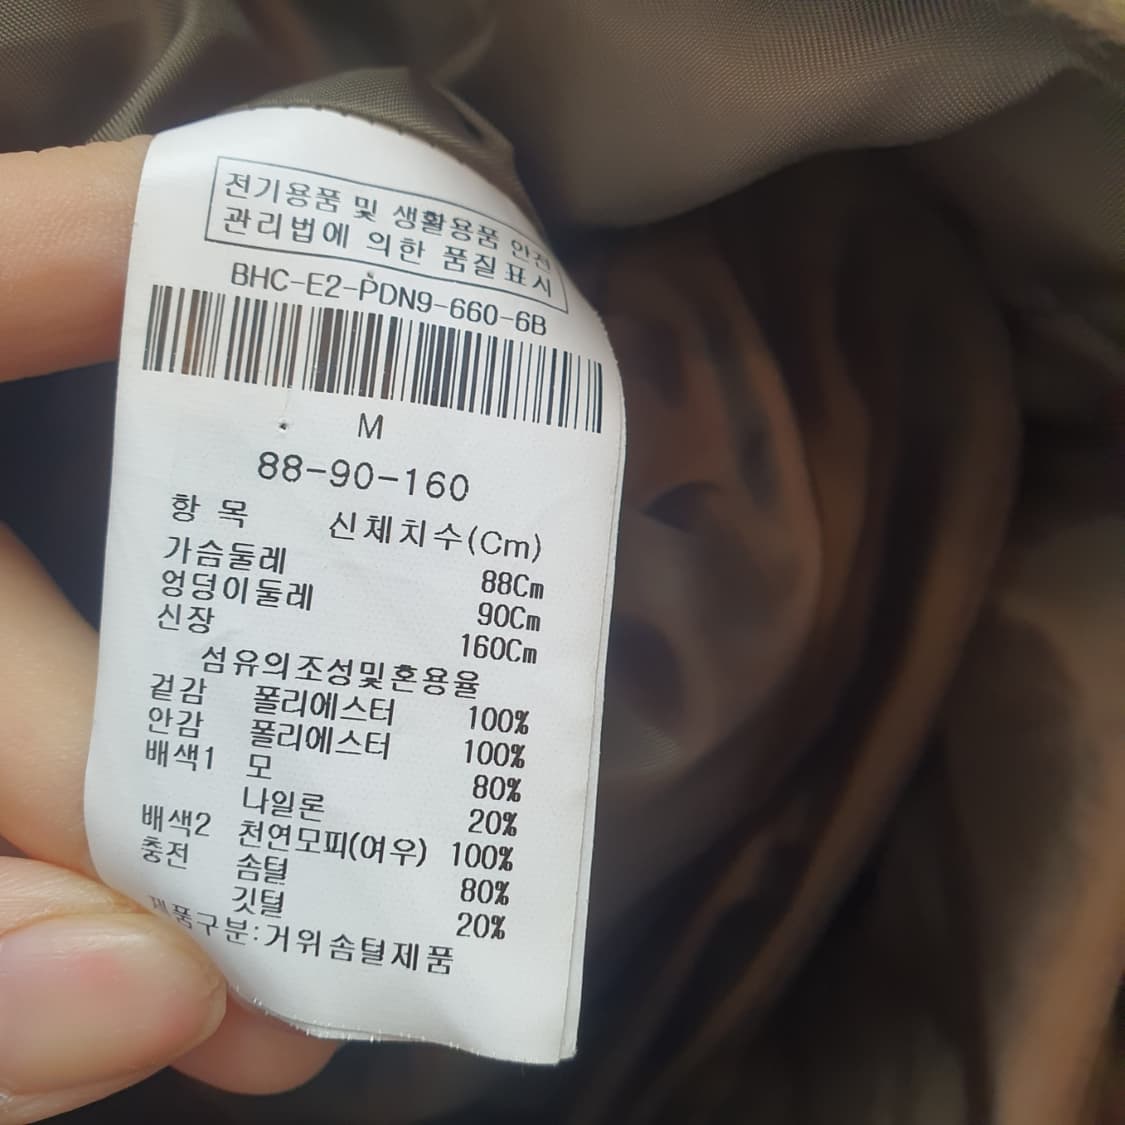 전기용품 및 생활용품 안전
관리법에 의한 품질표시
BHC-E2-PDN9-660-6B
M
88-90-160
항 목 신체치수(Cm)
가슴둘레 88Cm
엉덩이둘레 90Cm
신장 160Cm
섬유의조성및혼용율
겉감 폴리에스터 100%
안감 폴리에스터 100%
배색1 모 80%
나일론 20%
배색2 천연모피(여우) 100%
충전 솜털 80%
깃털 20%
제품구분:거위솜털제품